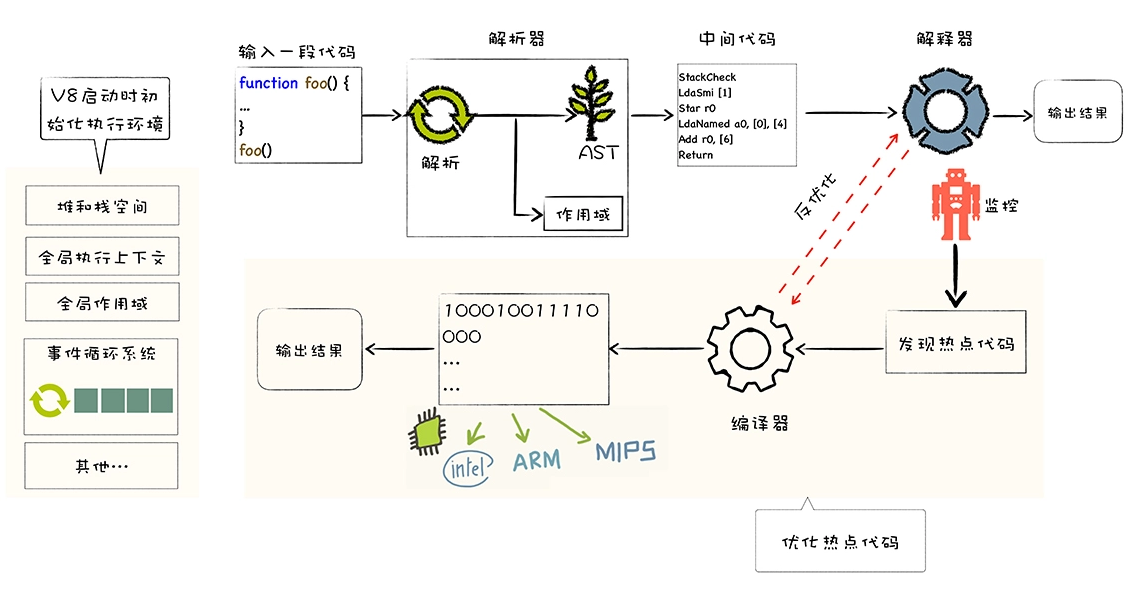 V8启动时初
始化执行环境
堆和栈空间
全局执行上下文
全局作用域
事件循环系统
其他…
输入一段代码
function foo() {
...
}
foo()
解析器
解析
AST
作用域
中间代码
StackCheck
LdaSmi [1]
Star r0
LdaNamed a0, [0], [4]
Add r0, [6]
Return
解释器
输出结果
监控
反优化
发现热点代码
编译器
10001001111O
000
...
...
输出结果
intel
ARM
MIPS
优化热点代码